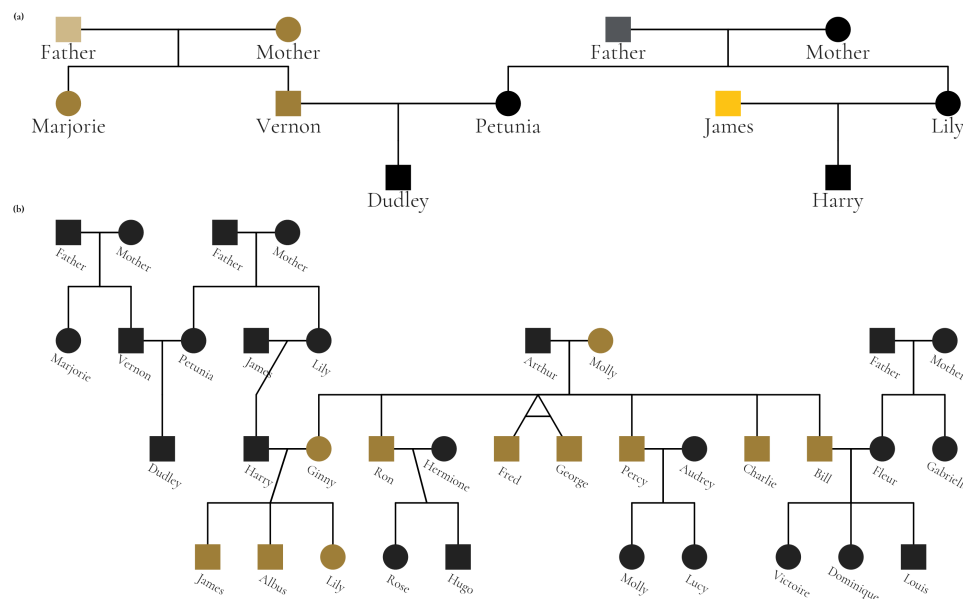 (a)
Father Mother Father Mother
Marjorie Vernon Petunia James Lily
Dudley Harry
(b)
Father Mother Father Mother
Marjorie Vernon Petunia James Lily Arthur Molly Father Mother
Dudley Harry Ginny Ron Hermione Fred George Percy Audrey Charlie Bill Fleur Gabriell
James Albus Lily Rose Hugo Molly Lucy Victoire Dominique Louis